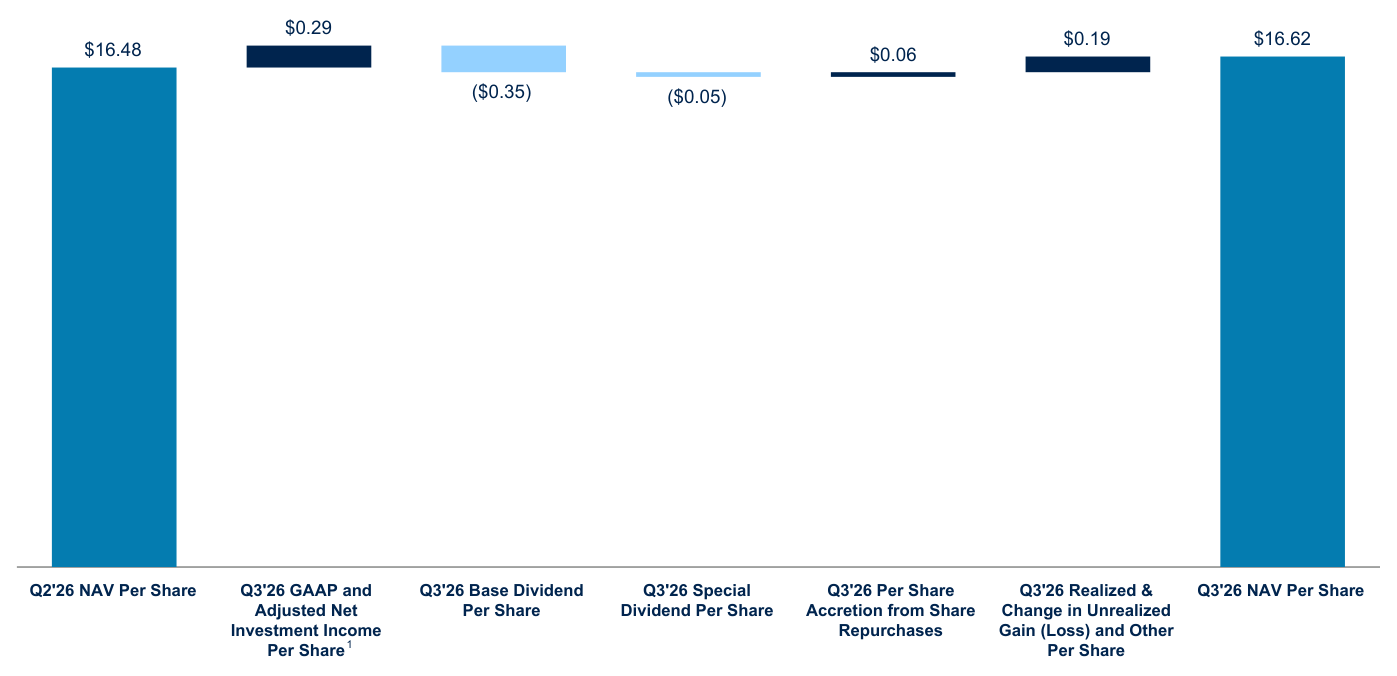 $16.48
$0.29
($0.35)
($0.05)
$0.06
$0.19
$16.62
Q2'26 NAV Per Share
Q3'26 GAAP and
Adjusted Net
Investment Income
Per Share1
Q3'26 Base Dividend
Per Share
Q3'26 Special
Dividend Per Share
Q3'26 Per Share
Accretion from Share
Repurchases
Q3'26 Realized &
Change in Unrealized
Gain (Loss) and Other
Per Share
Q3'26 NAV Per Share